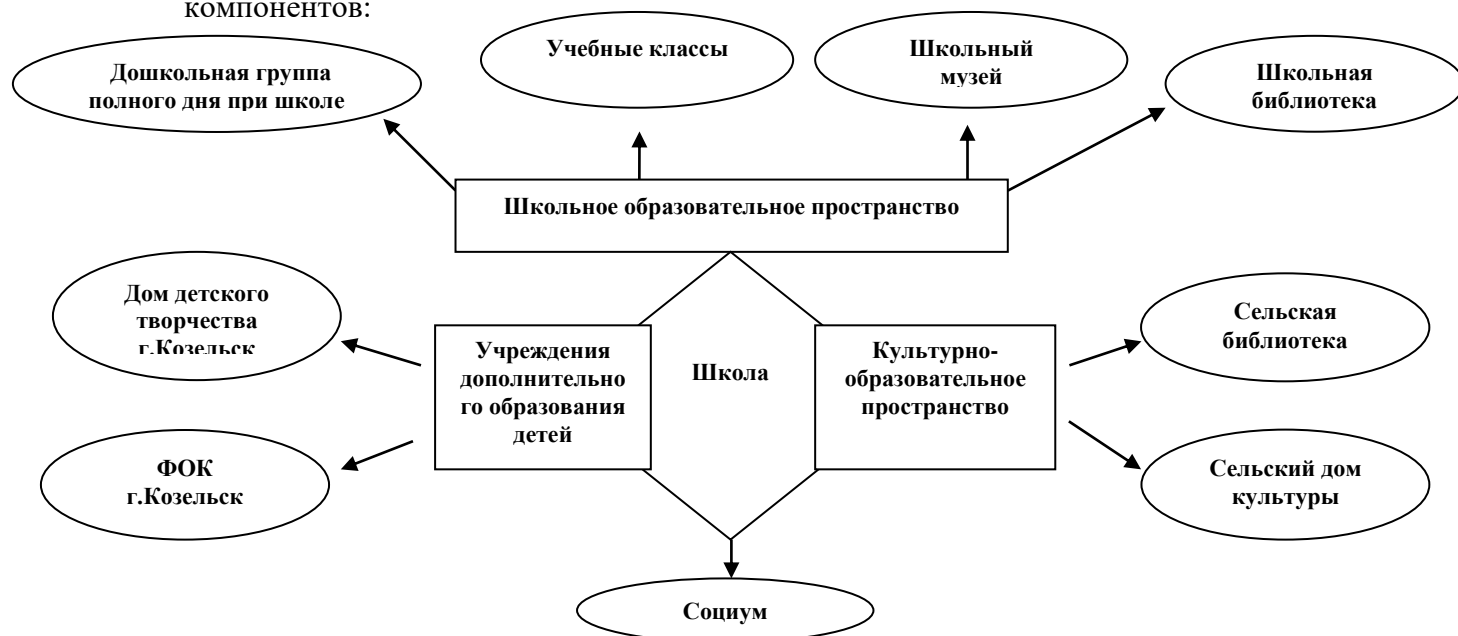 компонентов:
Дошкольная группа
полного дня при школе
Учебные классы
Школьный
музей
Школьная
библиотека
Школьное образовательное пространство
Дом детского
творчества
г.Козельск
Учреждения
дополнительно
го образования
детей
Школа
Культурно-
образовательное
пространство
Сельская
библиотека
ФОК
г.Козельск
Сельский дом
культуры
Социум